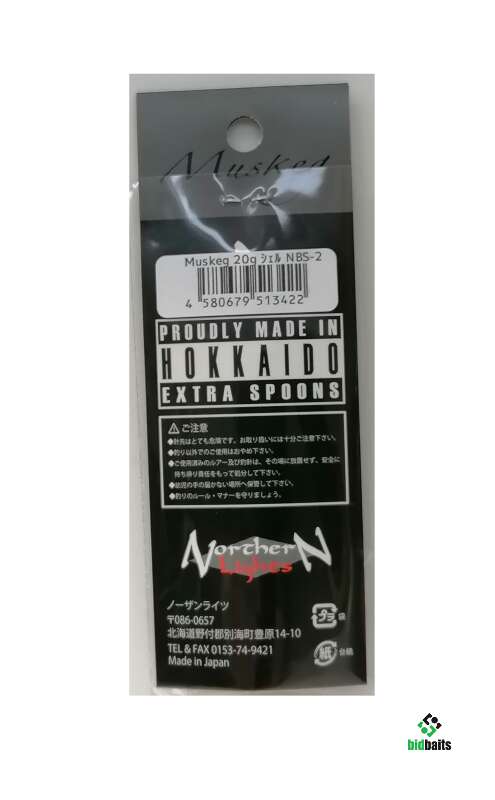 Muskeg
Muskeg 20g ｼｪﾙ NBS-2
4 580679 513422
PROUDLY MADE IN
HOKKAIDO
EXTRA SPOONS
⚠ ご注意
◆針先はとても危険です。お取り扱いには十分ご注意下さい。
◆釣り以外でのご使用はおやめ下さい。
◆ご使用済みのルアー及び釣針は、その場に放置せず、安全に
持ち帰り責任をもって処分して下さい。
◆幼児の手の届かない場所へ保管して下さい。
◆釣りのルール・マナーを守りましょう。
NortherN
Lights
ノーザンライツ
〒086-0657
北海道野付郡別海町豊原14-10
TEL & FAX 0153-74-9421
Made in Japan
プラ 袋
紙 台紙
bidbaits